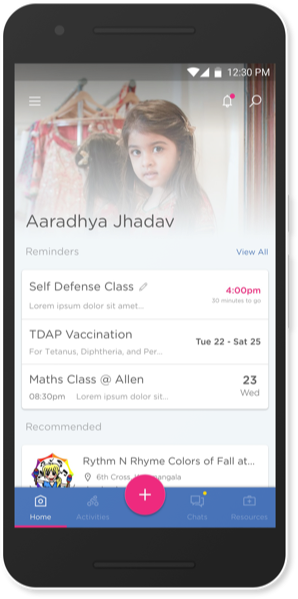 12:30 PM
Aaradhya Jhadav
Reminders View All
Self Defense Class 4:00pm
Lorem ipsum dolor sit amet... 30 minutes to go
TDAP Vaccination
Tue 22 - Sat 25
For Tetanus, Diphtheria, and Per...
Maths Class @ Allen 23
08:30pm Lorem ipsum dolor sit... Wed
Recommended
Rythm N Rhyme Colors of Fall at...
6th Cross,
Home Activities + Chats Resources